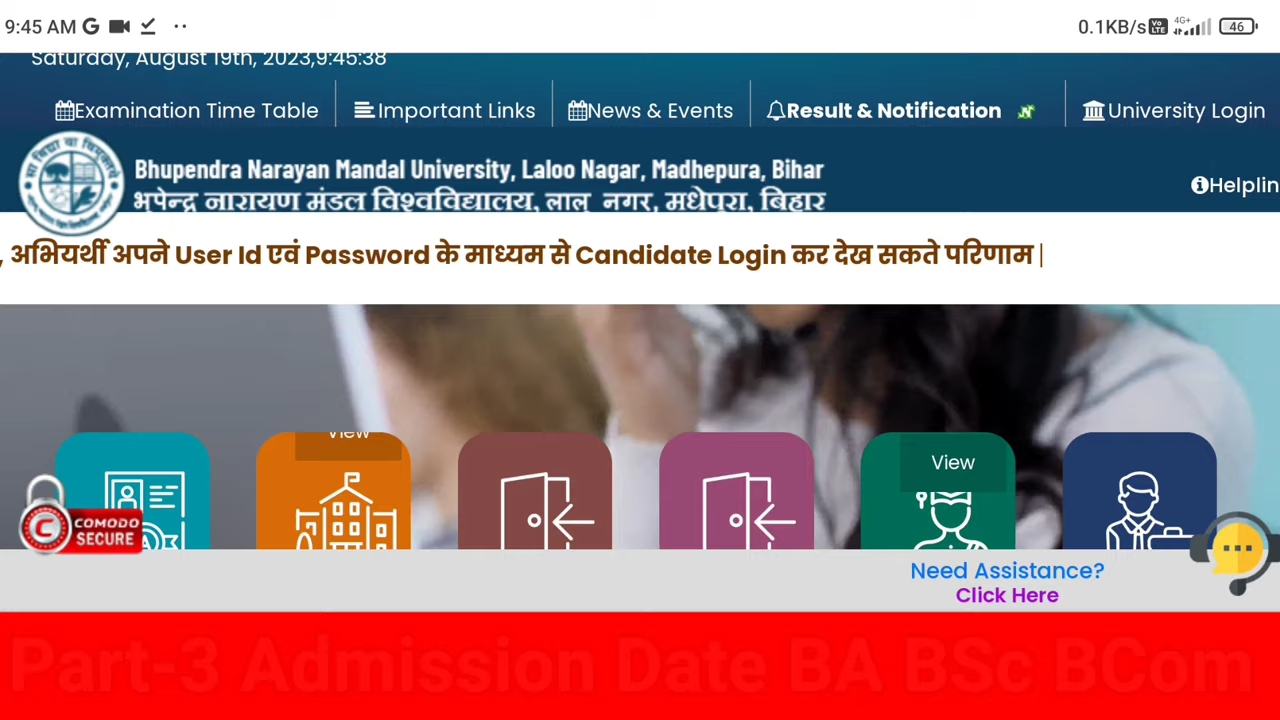 9:45 AM G
0.1KB/s Vo LTE 4G+ 46
Saturday, August 19th, 2023,9:45:38
Examination Time Table
Important Links
News & Events
Result & Notification
University Login
Bhupendra Narayan Mandal University, Laloo Nagar, Madhepura, Bihar
भूपेन्द्र नारायण मंडल विश्वविद्यालय, लालू नगर, मधेपुरा, बिहार
Helplin
, अभियर्थी अपने User Id एवं Password के माध्यम से Candidate Login कर देख सकते परिणाम |
View
View
COMODO
SECURE
Need Assistance?
Click Here
Part-3 Admission Date BA BSc BCom